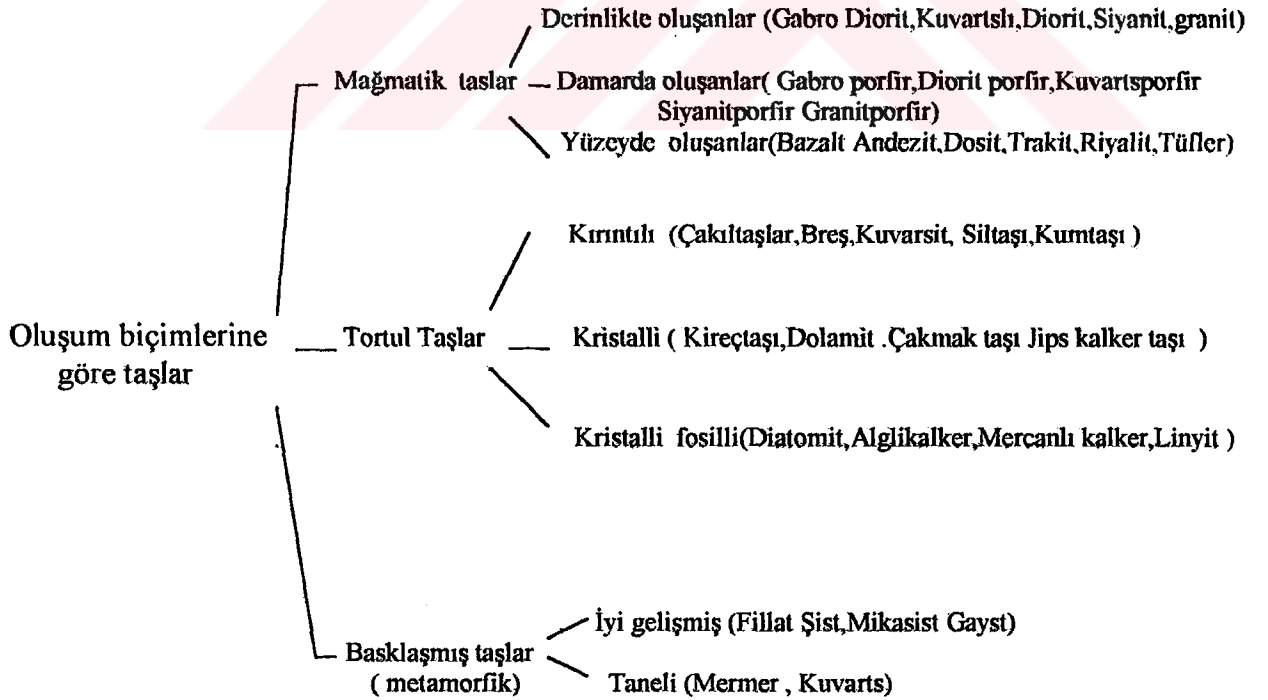 Derinlikte oluşanlar (Gabro Diorit,Kuvartslı,Diorit,Siyanit,granit)
Mağmatik taslar
Damarda oluşanlar( Gabro porfir,Diorit porfir,Kuvartsporfir
Siyanitporfir Granitporfir)
Yüzeyde oluşanlar(Bazalt Andezit,Dosit,Trakit,Riyalit,Tüfler)
Kırıntılı (Çakıltaşlar,Breş,Kuvarsit, Siltaşı,Kumtaşı )
Oluşum biçimlerine
göre taşlar
Tortul Taşlar
Kristalli ( Kireçtaşı,Dolamit .Çakmak taşı Jips kalker taşı )
Kristalli fosilli(Diatomit,Alglikalker,Mercanlı kalker,Linyit )
İyi gelişmiş (Fillat Şist,Mikasist Gayst)
Basklaşmış taşlar
( metamorfik)
Taneli (Mermer , Kuvarts)